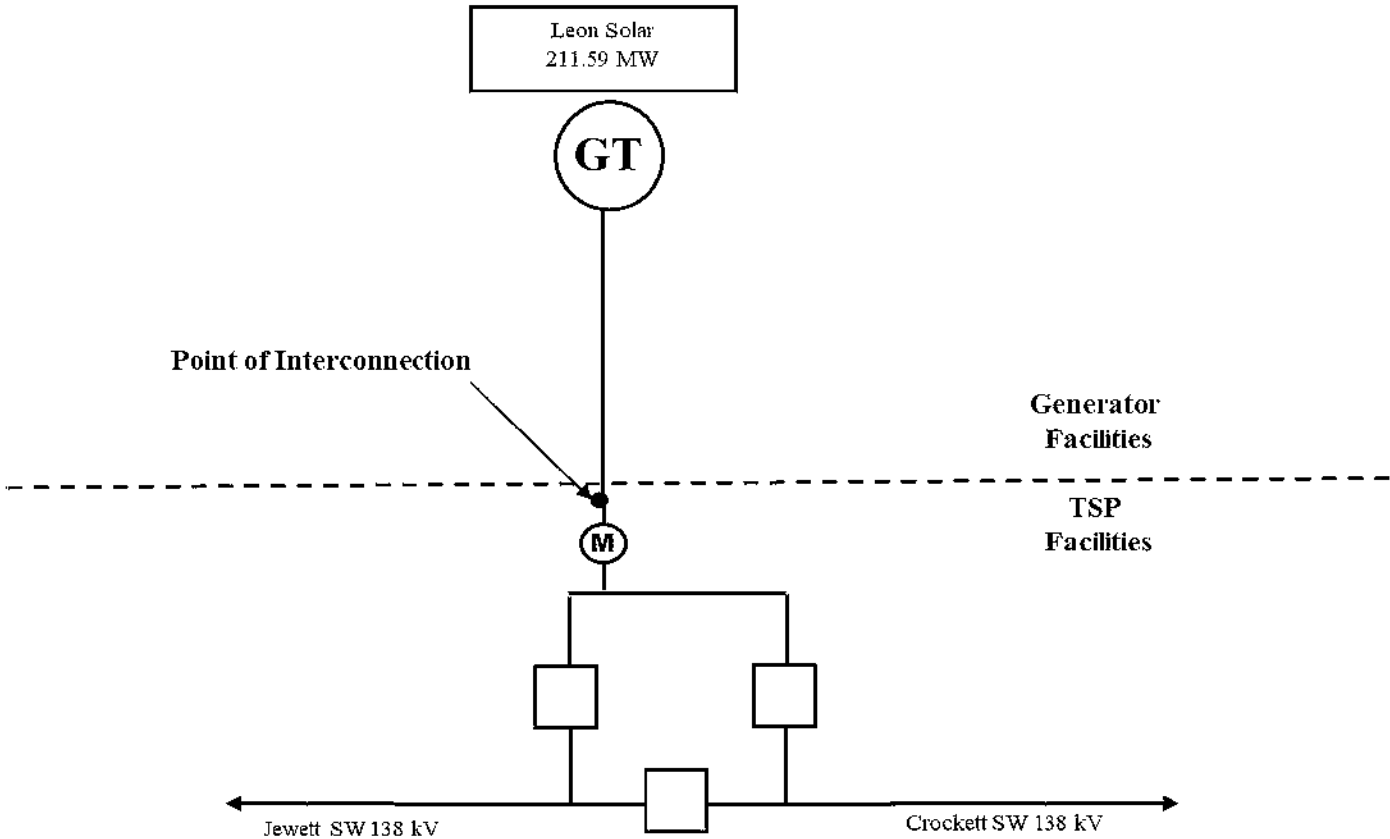 Leon Solar
211.59 MW
GT
Point of Interconnection
Generator
Facilities
TSP
Facilities
M
Jewett SW 138 kV
Crockett SW 138 kV